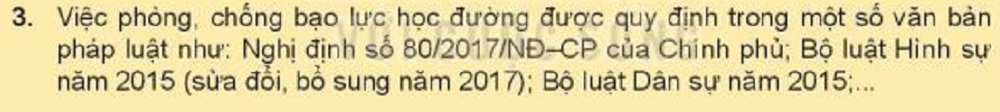 3. Việc phòng, chống bạo lực học đường được quy định trong một số văn bản
pháp luật như: Nghị định số 80/2017/NĐ–CP của Chính phủ; Bộ luật Hình sự
năm 2015 (sửa đổi, bổ sung năm 2017); Bộ luật Dân sự năm 2015;...